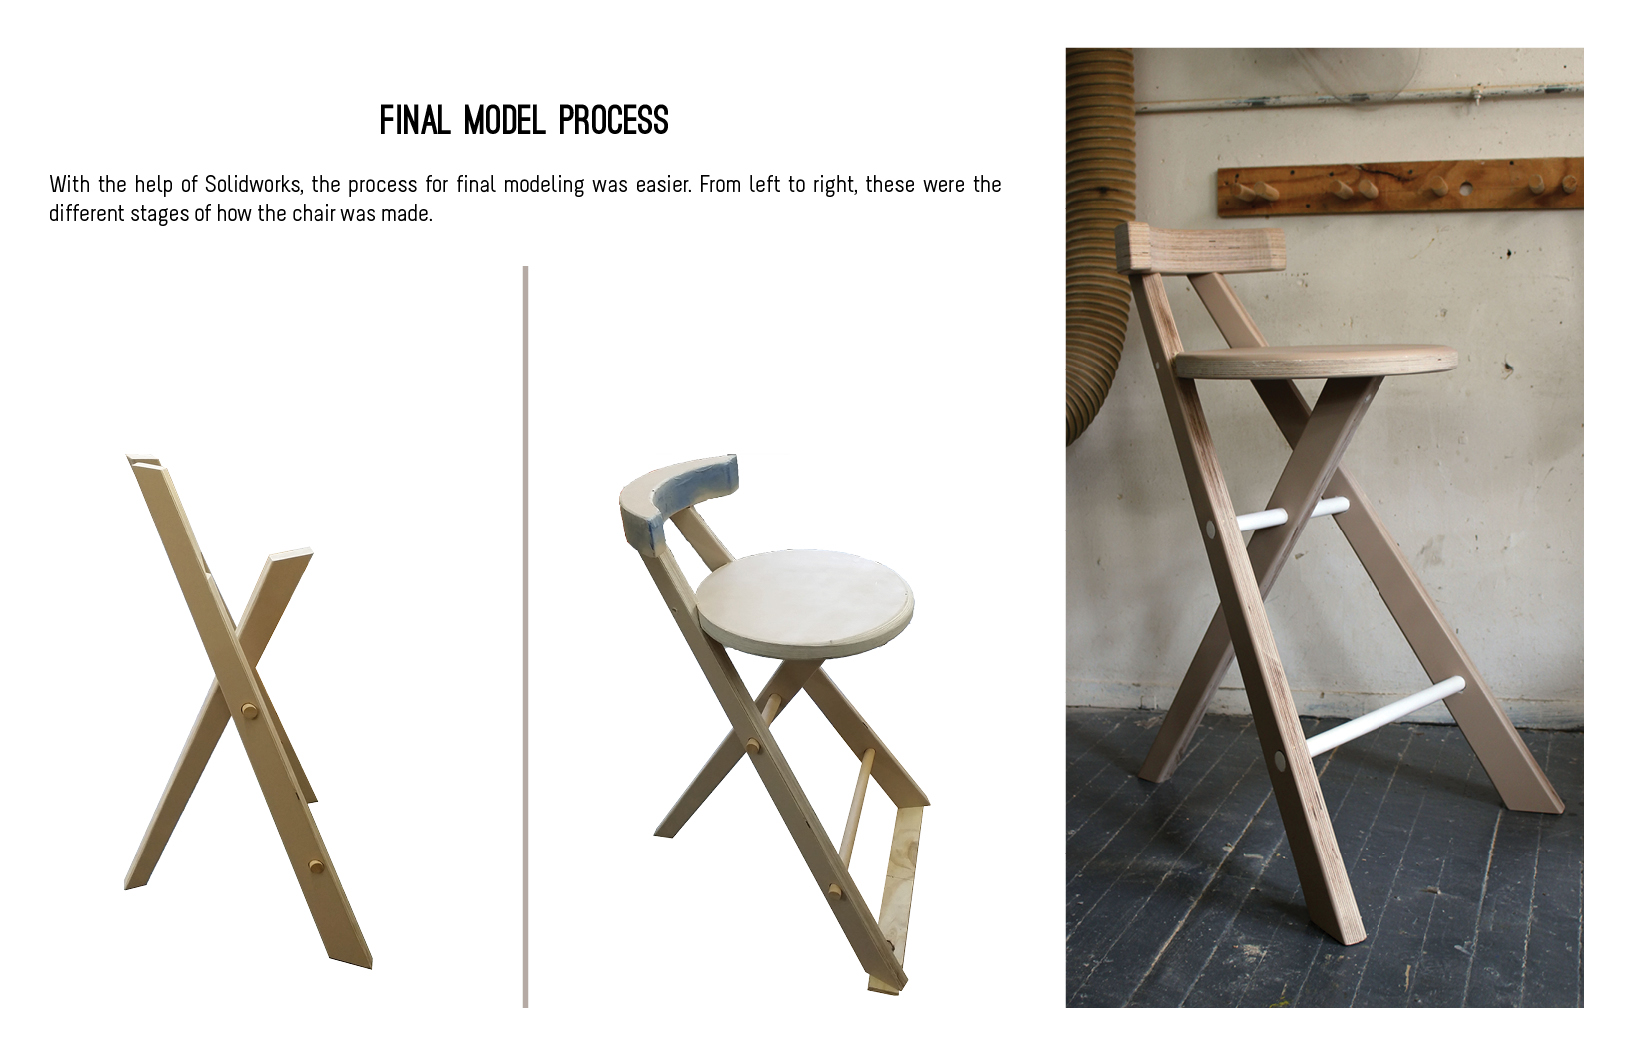 FINAL MODEL PROCESS
With the help of Solidworks, the process for final modeling was easier. From left to right, these were the
different stages of how the chair was made.